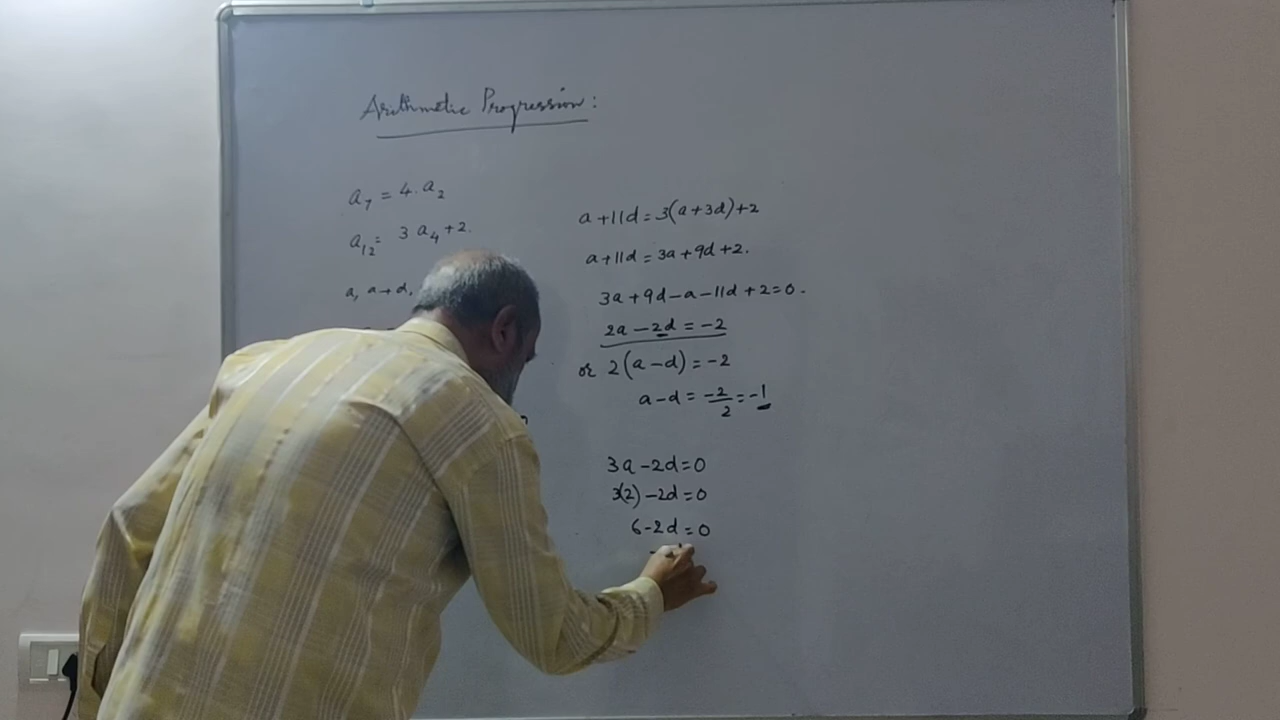 Arithmetic Progression:
a₇ = 4.a₂
a₁₂ = 3 a₄ + 2.
a, a+d,
a+11d = 3(a+3d)+2
a+11d = 3a+9d+2.
3a+9d-a-11d+2=0.
2a-2d = -2
or 2(a-d) = -2
a-d = -2/2 = -1
3a-2d=0
3(2)-2d=0
6-2d=0